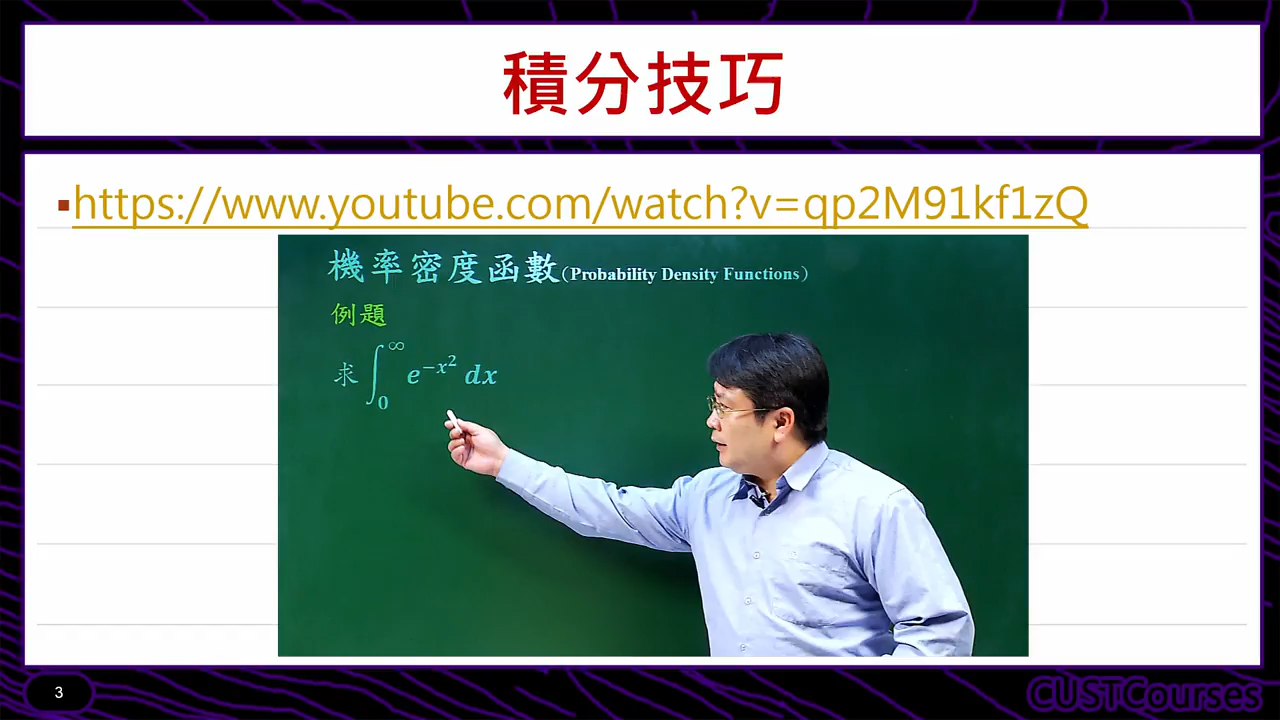 積分技巧
▪https://www.youtube.com/watch?v=qp2M91kf1zQ
機率密度函數(Probability Density Functions)
例題
求 ∫₀^∞ e^{-x²} dx
3
CUSTCourses